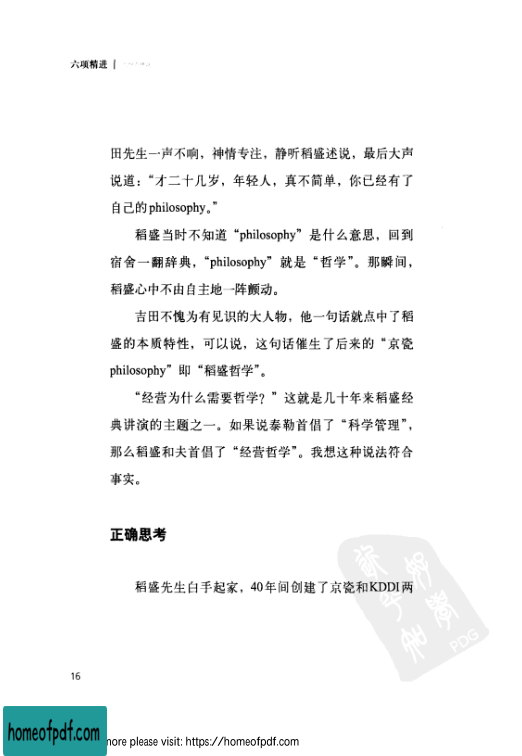 六项精进
田先生一声不响，神情专注，静听稻盛述说，最后大声
说道：“才二十几岁，年轻人，真不简单，你已经有了
自己的philosophy。”
稻盛当时不知道“philosophy”是什么意思，回到
宿舍一翻辞典，“philosophy”就是“哲学”。那瞬间，
稻盛心中不由自主地一阵颤动。
吉田不愧为有见识的大人物，他一句话就点中了稻
盛的本质特性，可以说，这句话催生了后来的“京瓷
philosophy”即“稻盛哲学”。
“经营为什么需要哲学？”这就是几十年来稻盛经
典讲演的主题之一。如果说泰勒首倡了“科学管理”，
那么稻盛和夫首倡了“经营哲学”。我想这种说法符合
事实。
正确思考
稻盛先生白手起家，40年间创建了京瓷和KDDI两
PDG
16
homeofpdf.com
more please visit: https://homeofpdf.com